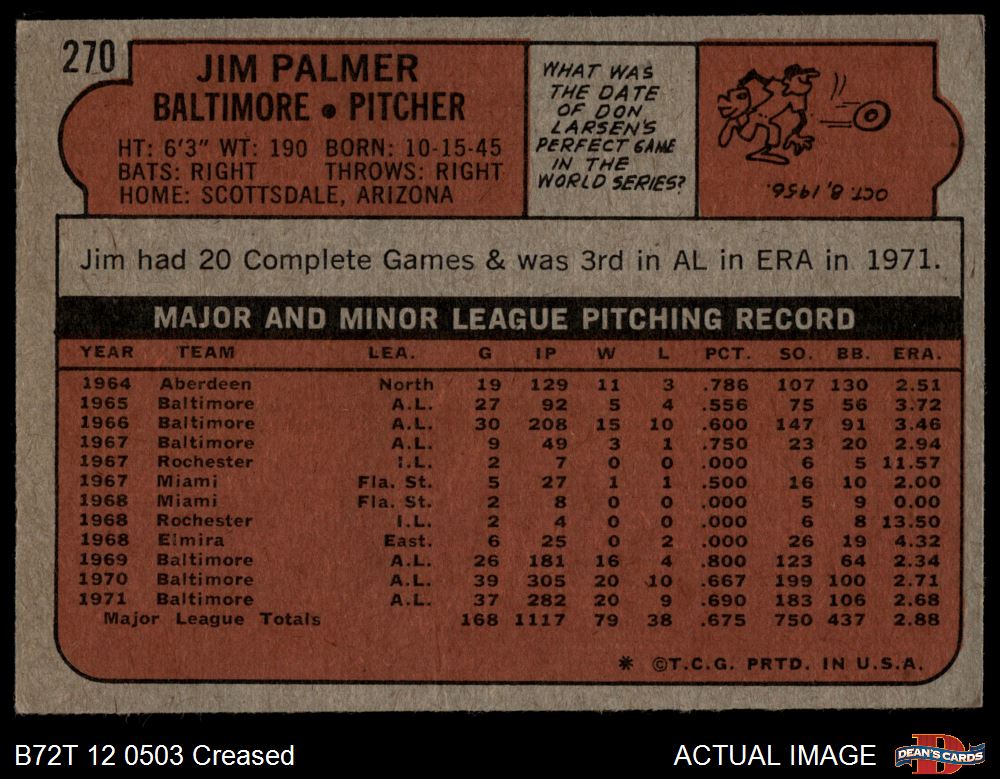 270
JIM PALMER
BALTIMORE • PITCHER
HT: 6'3" WT: 190 BORN: 10-15-45
BATS: RIGHT THROWS: RIGHT
HOME: SCOTTSDALE, ARIZONA
WHAT WAS
THE DATE
OF DON
LARSEN'S
PERFECT GAME
IN THE
WORLD SERIES?
OCT. 8, 1956.
Jim had 20 Complete Games & was 3rd in AL in ERA in 1971.
MAJOR AND MINOR LEAGUE PITCHING RECORD
YEAR TEAM LEA. G IP W L PCT. SO. BB. ERA.
1964 Aberdeen North 19 129 11 3 .786 107 130 2.51
1965 Baltimore A.L. 27 92 5 4 .556 75 56 3.72
1966 Baltimore A.L. 30 208 15 10 .600 147 91 3.46
1967 Baltimore A.L. 9 49 3 1 .750 23 20 2.94
1967 Rochester I.L. 2 7 0 0 .000 6 5 11.57
1967 Miami Fla. St. 5 27 1 1 .500 16 10 2.00
1968 Miami Fla. St. 2 8 0 0 .000 5 9 0.00
1968 Rochester I.L. 2 4 0 0 .000 6 8 13.50
1968 Elmira East. 6 25 0 2 .000 26 19 4.32
1969 Baltimore A.L. 26 181 16 4 .800 123 64 2.34
1970 Baltimore A.L. 39 305 20 10 .667 199 100 2.71
1971 Baltimore A.L. 37 282 20 9 .690 183 106 2.68
Major League Totals 168 1117 79 38 .675 750 437 2.88
* ©T.C.G. PRTD. IN U.S.A.
B72T 12 0503 Creased
ACTUAL IMAGE
DEAN'S CARDS